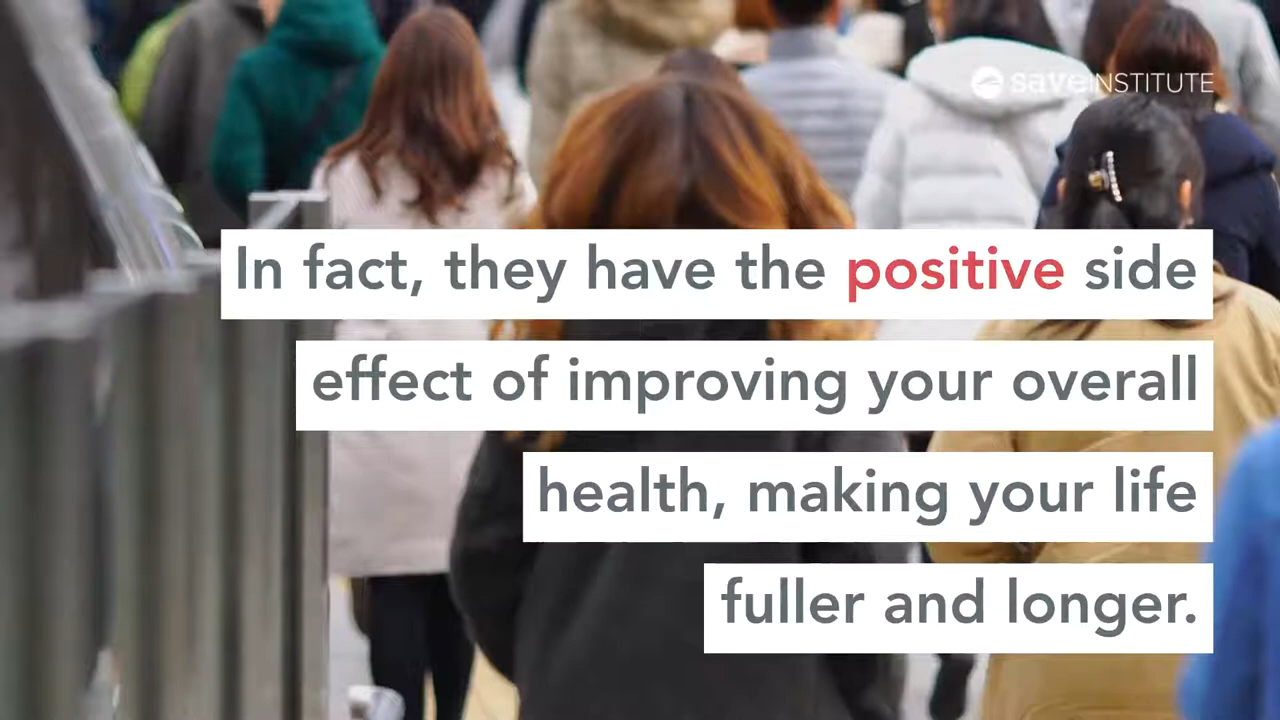 saveINSTITUTE
In fact, they have the positive side
effect of improving your overall
health, making your life
fuller and longer.